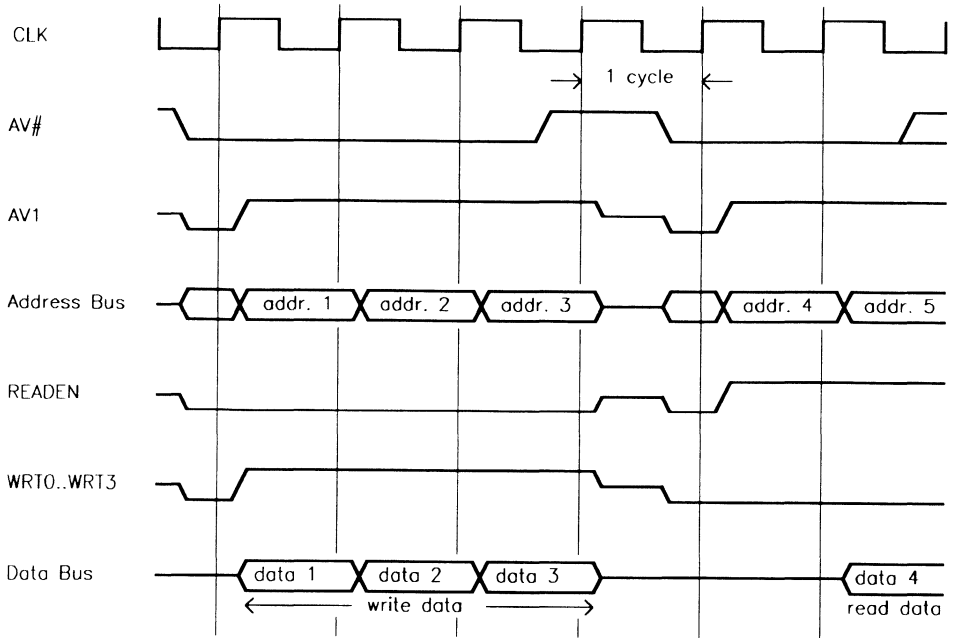 CLK
1 cycle
AV#
AV1
Address Bus
addr. 1
addr. 2
addr. 3
addr. 4
addr. 5
READEN
WRT0..WRT3
Data Bus
data 1
data 2
data 3
data 4
write data
read data